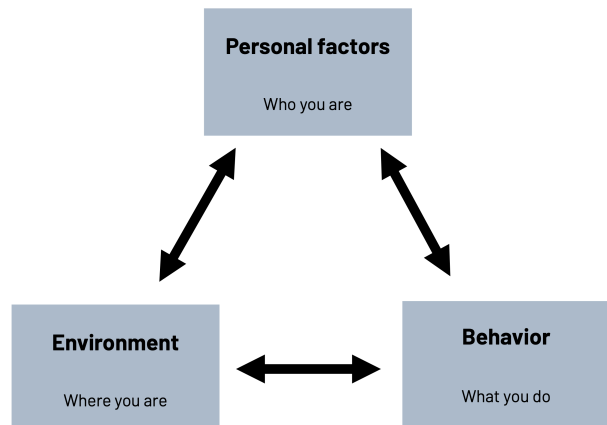 Personal factors
Who you are
Environment
Where you are
Behavior
What you do